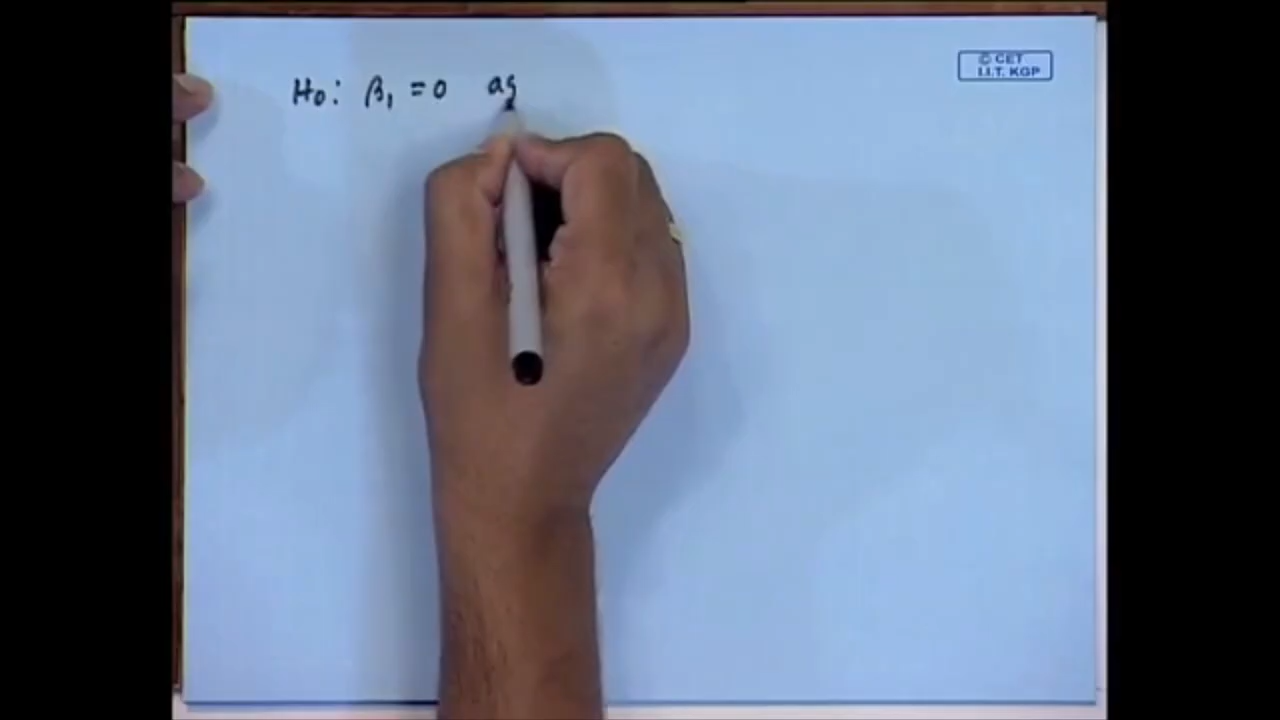 H0: β1 = 0 ag
© CET
I.I.T. KGP